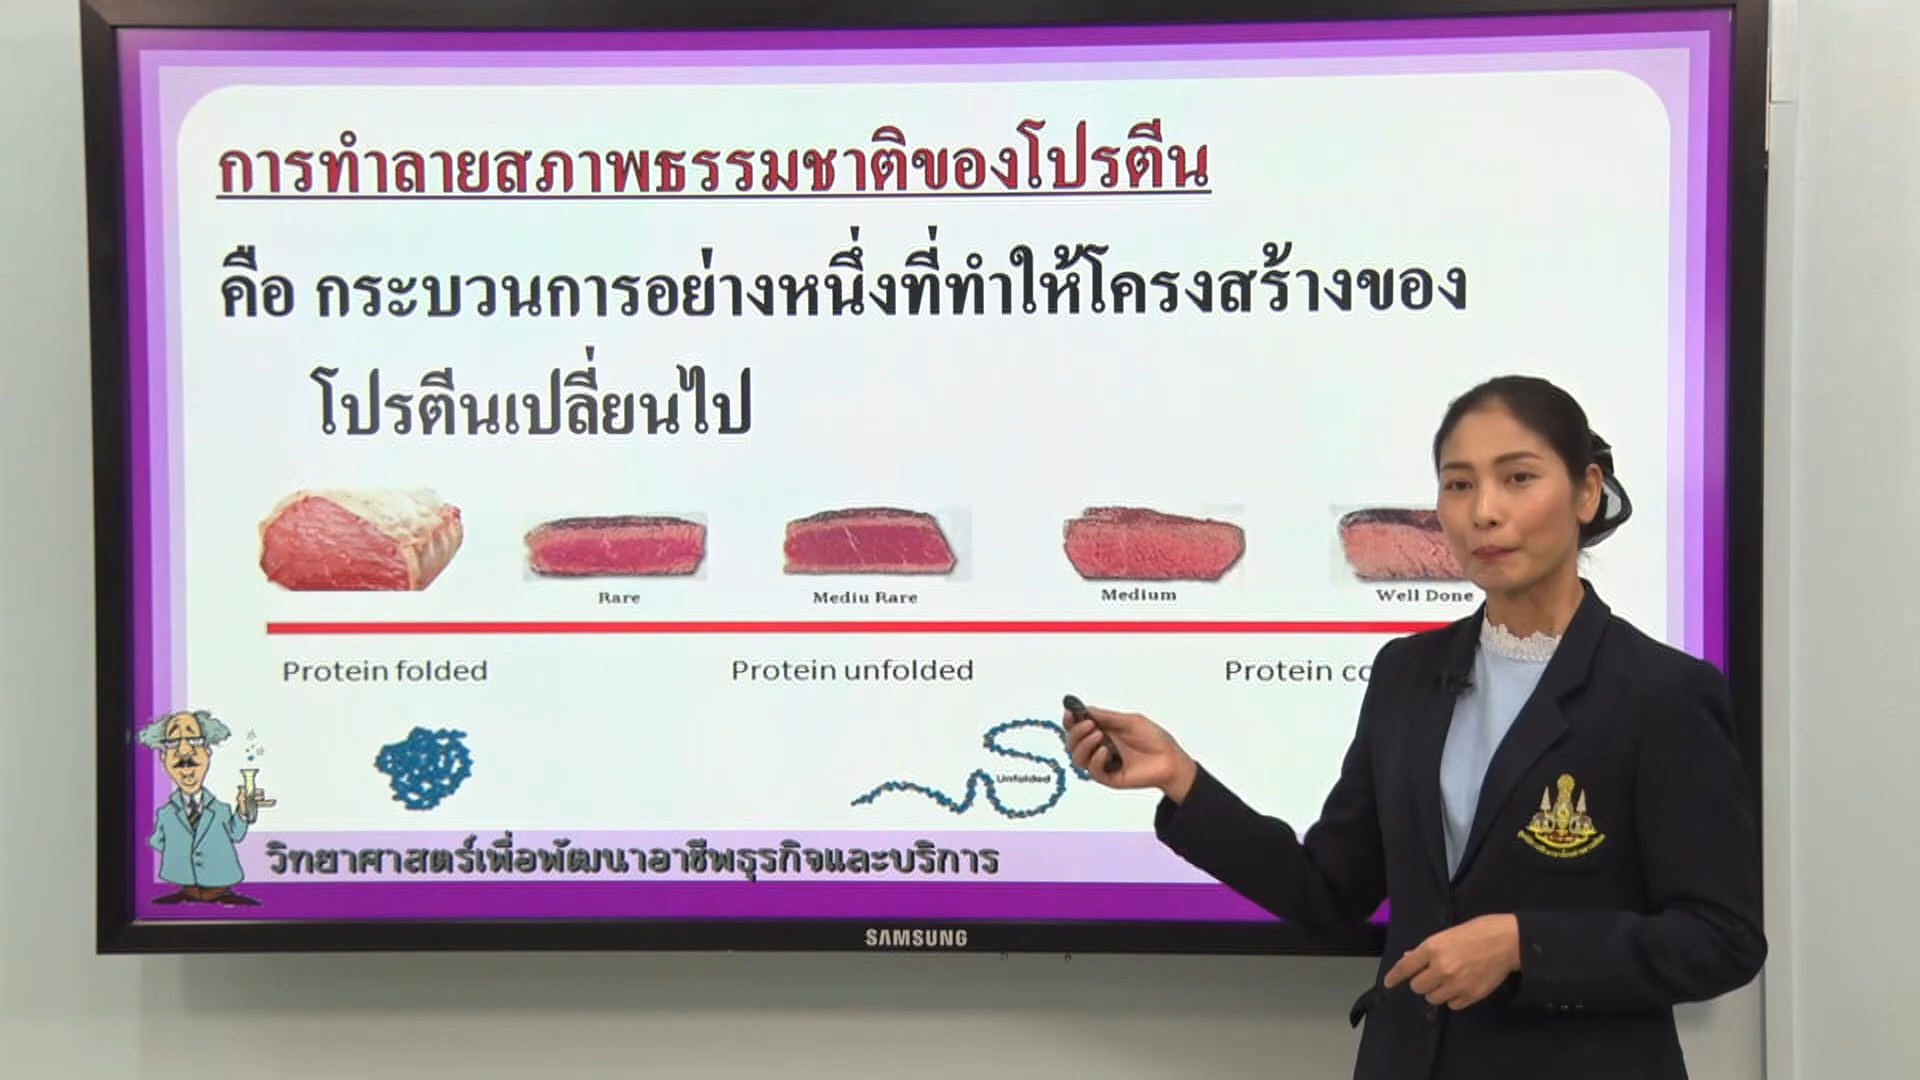 การทำลายสภาพธรรมชาติของโปรตีน
คือ กระบวนการอย่างหนึ่งที่ทำให้โครงสร้างของ
โปรตีนเปลี่ยนไป
Rare
Mediu Rare
Medium
Well Done
Protein folded
Protein unfolded
Protein
Unfolded
วิทยาศาสตร์เพื่อพัฒนาอาชีพธุรกิจและบริการ
SAMSUNG